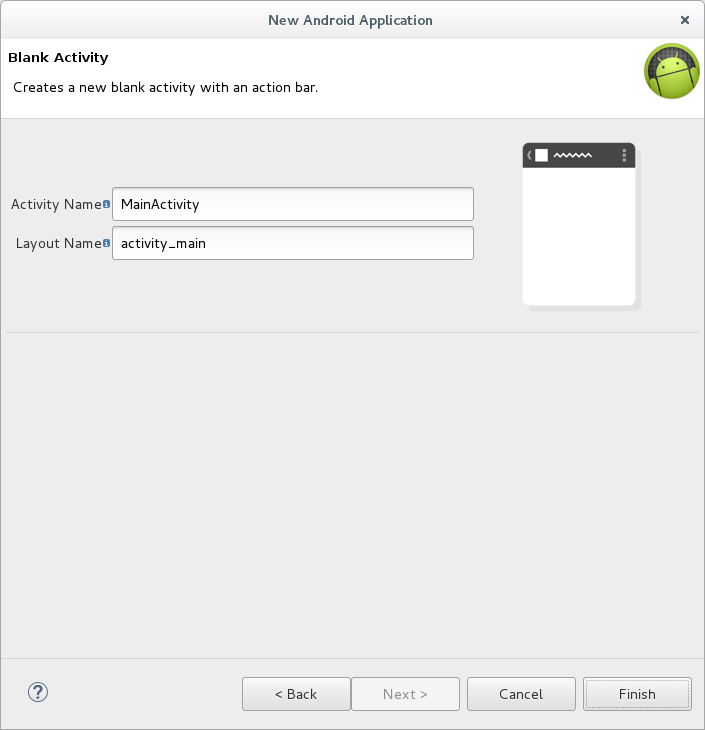 New Android Application
Blank Activity
Creates a new blank activity with an action bar.
Activity Name MainActivity
Layout Name activity_main
? < Back Next > Cancel Finish